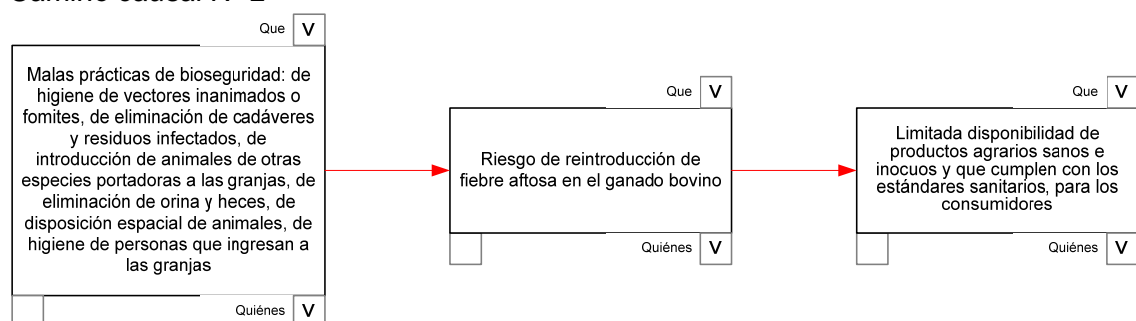 Que V
Malas prácticas de bioseguridad: de
higiene de vectores inanimados o
fomites, de eliminación de cadáveres
y residuos infectados, de
introducción de animales de otras
especies portadoras a las granjas, de
eliminación de orina y heces, de
disposición espacial de animales, de
higiene de personas que ingresan a
las granjas
Quiénes V
Que V
Riesgo de reintroducción de
fiebre aftosa en el ganado bovino
Quiénes V
Que V
Limitada disponibilidad de
productos agrarios sanos e
inocuos y que cumplen con los
estándares sanitarios, para los
consumidores
Quiénes V